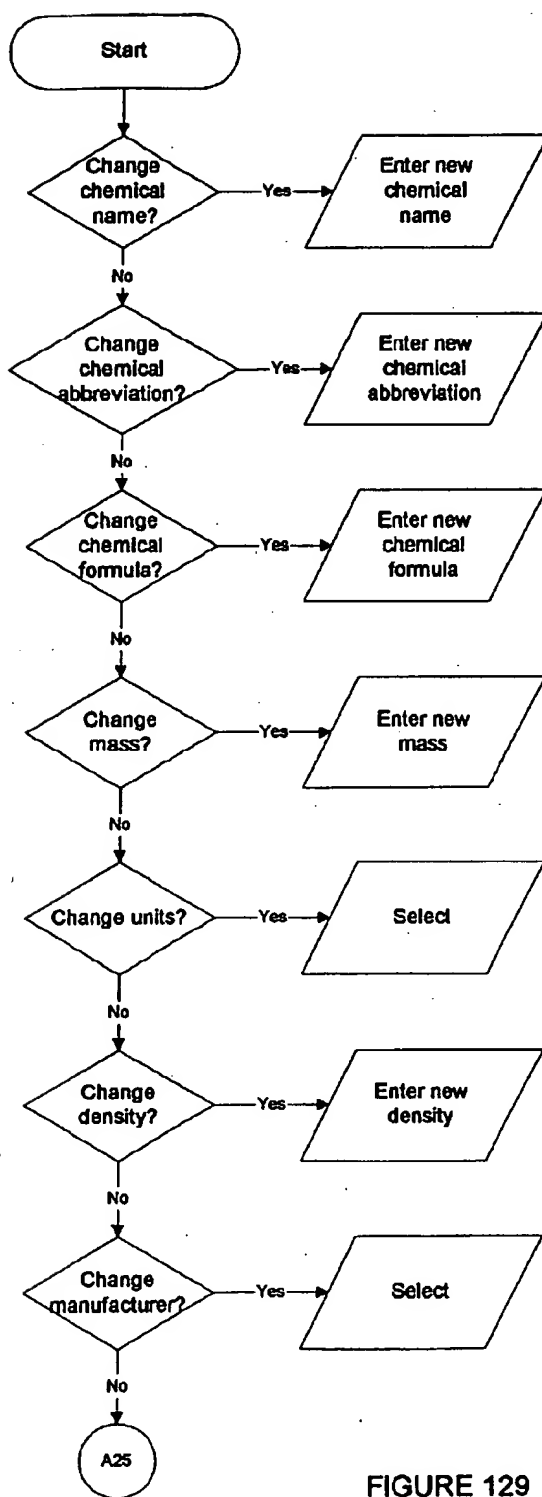 Start
Change
chemical
name?
Yes
Enter new
chemical
name
No
Change
chemical
abbreviation?
Yes
Enter new
chemical
abbreviation
No
Change
chemical
formula?
Yes
Enter new
chemical
formula
No
Change
mass?
Yes
Enter new
mass
No
Change units?
Yes
Select
No
Change
density?
Yes
Enter new
density
No
Change
manufacturer?
Yes
Select
No
A25
FIGURE 129